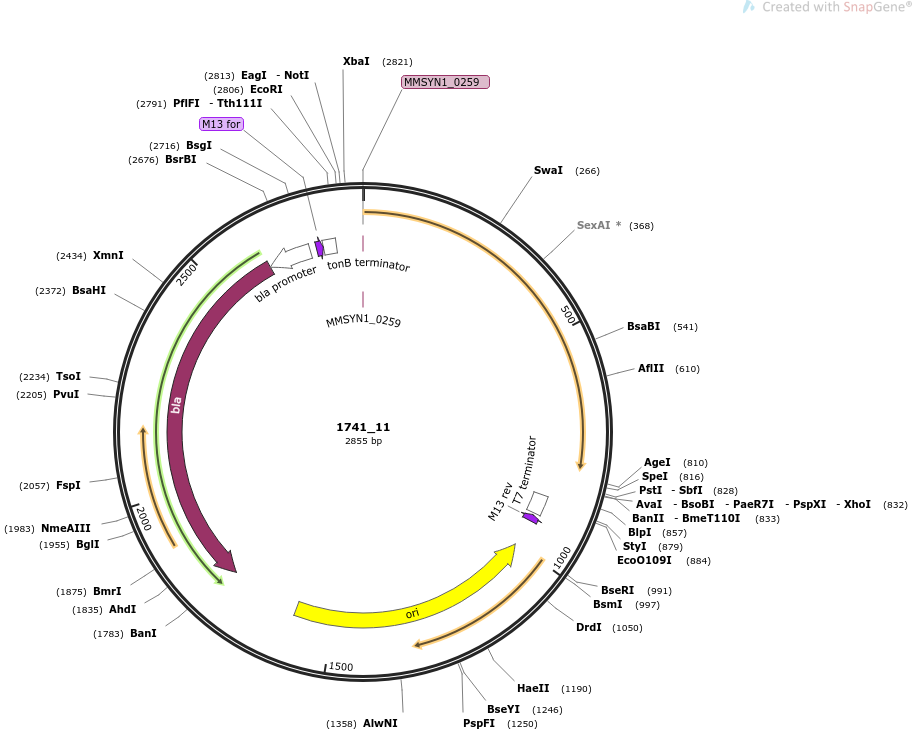 Created with SnapGene®
XbaI (2821)
MMSYN1_0259
(2813) EagI - NotI
(2806) EcoRI
(2791) PflFI - Tth111I
M13 for
(2716) BsgI
(2676) BsrBI
SwaI (266)
SexAI * (368)
(2434) XmnI
(2372) BsaHI
2500
bla promoter
tonB terminator
MMSYN1_0259
500
BsaBI (541)
AflII (610)
(2234) TsoI
(2205) PvuI
bla
1741_11
2855 bp
M13 rev
T7 terminator
AgeI (810)
SpeI (816)
PstI - SbfI (828)
AvaI - BsoBI - PaeR7I - PspXI - XhoI (832)
BanII - BmeT110I (833)
BlpI (857)
StyI (879)
EcoO109I (884)
(2057) FspI
2000
(1983) NmeAIII
(1955) BglI
1000
(1875) BmrI
(1835) AhdI
(1783) BanI
BseRI (991)
BsmI (997)
DrdI (1050)
ori
1500
HaeII (1190)
BseYI (1246)
PspFI (1250)
(1358) AlwNI